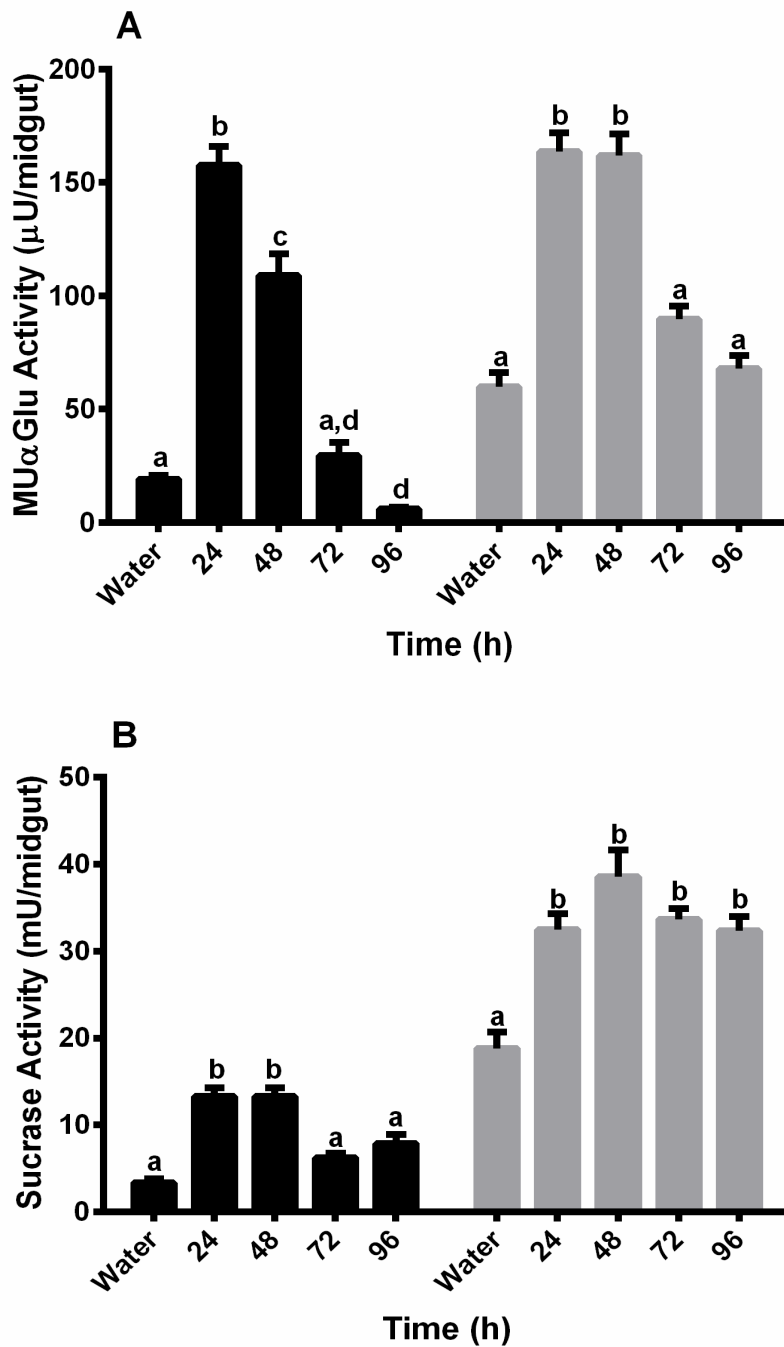 A
MUαGlu Activity (μU/midgut)
200
150
100
50
0
a
b
c
a,d
d
a
b
b
a
a
Water 24 48 72 96 Water 24 48 72 96
Time (h)
B
Sucrase Activity (mU/midgut)
50
40
30
20
10
0
a
b
b
a
a
a
b
b
b
b
Water 24 48 72 96 Water 24 48 72 96
Time (h)